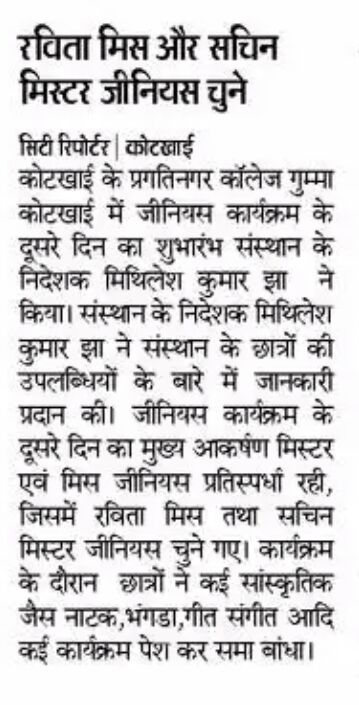 रविता मिस और सचिन
मिस्टर जीनियस चुने
सिटी रिपोर्टर | कोटखाई
कोटखाई के प्रगतिनगर कॉलेज गुम्मा
कोटखाई में जीनियस कार्यक्रम के
दूसरे दिन का शुभारंभ संस्थान के
निदेशक मिथिलेश कुमार झा ने
किया। संस्थान के निदेशक मिथिलेश
कुमार झा ने संस्थान के छात्रों की
उपलब्धियों के बारे में जानकारी
प्रदान की। जीनियस कार्यक्रम के
दूसरे दिन का मुख्य आकर्षण मिस्टर
एवं मिस जीनियस प्रतिस्पर्धा रही,
जिसमें रविता मिस तथा सचिन
मिस्टर जीनियस चुने गए। कार्यक्रम
के दौरान छात्रों ने कई सांस्कृतिक
जैस नाटक,भंगडा,गीत संगीत आदि
कई कार्यक्रम पेश कर समा बांधा।